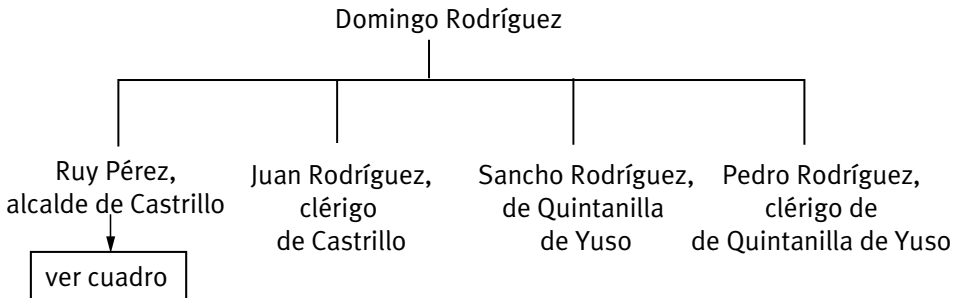 Domingo Rodríguez
Ruy Pérez,
alcalde de Castrillo
ver cuadro
Juan Rodríguez,
clérigo
de Castrillo
Sancho Rodríguez,
de Quintanilla
de Yuso
Pedro Rodríguez,
clérigo de
de Quintanilla de Yuso